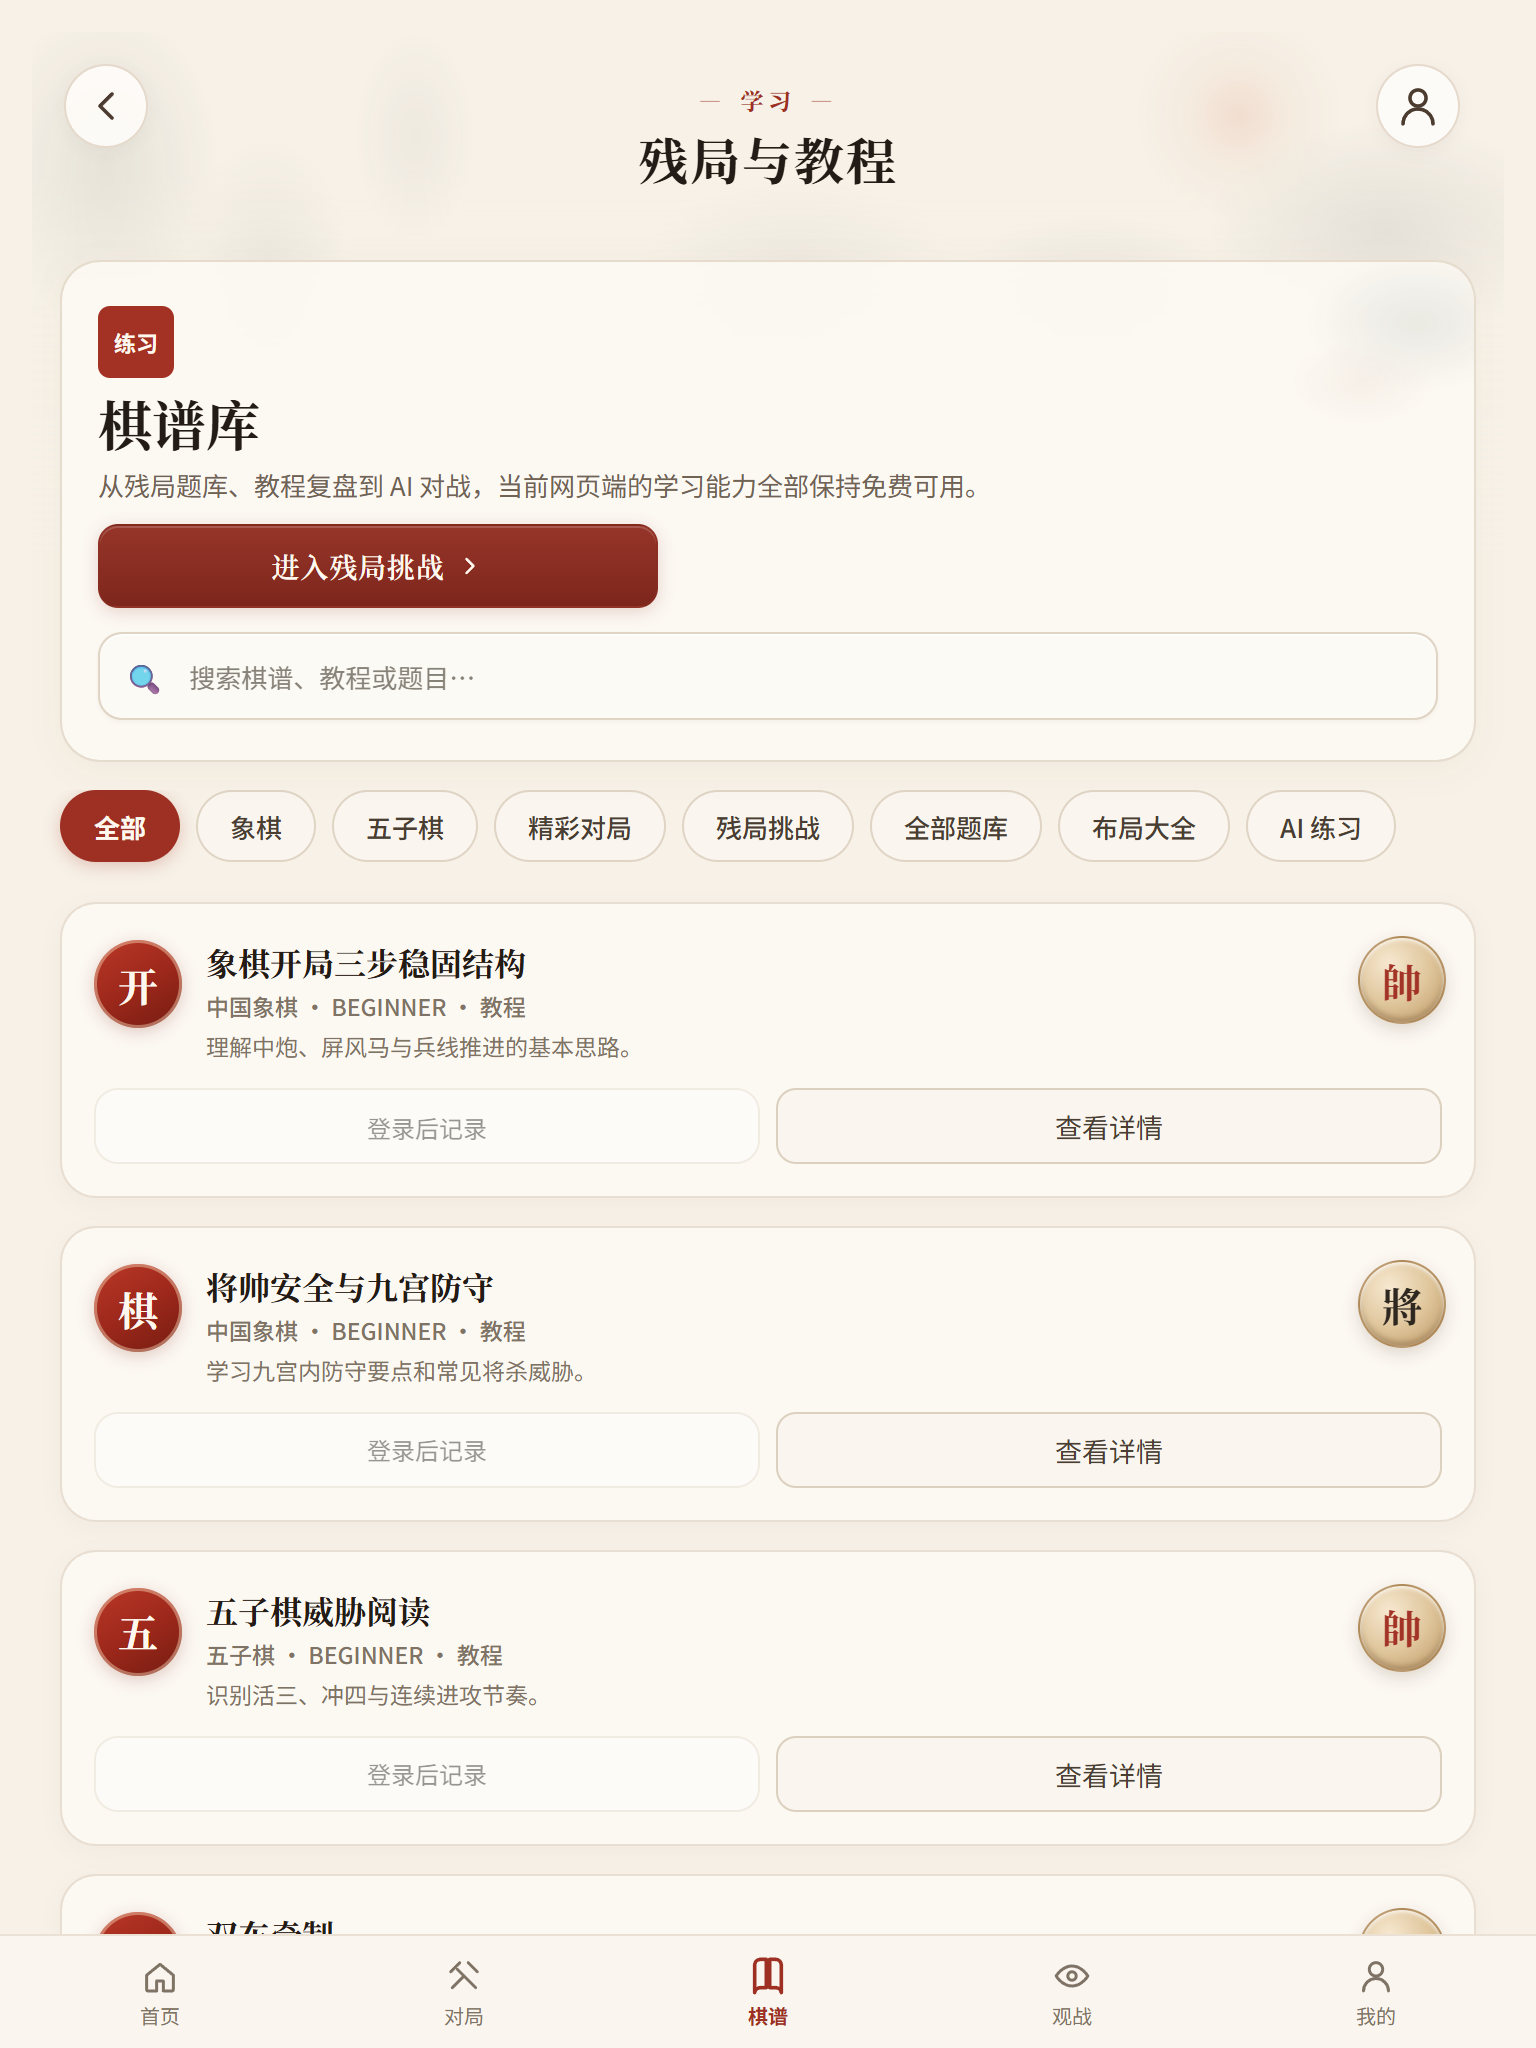 — 学习 —
残局与教程
练习
棋谱库
从残局题库、教程复盘到 AI 对战，当前网页端的学习能力全部保持免费可用。
进入残局挑战
搜索棋谱、教程或题目…
全部 象棋 五子棋 精彩对局 残局挑战 全部题库 布局大全 AI 练习
开 象棋开局三步稳固结构 帥
中国象棋 · BEGINNER · 教程
理解中炮、屏风马与兵线推进的基本思路。
登录后记录 查看详情
棋 将帅安全与九宫防守 將
中国象棋 · BEGINNER · 教程
学习九宫内防守要点和常见将杀威胁。
登录后记录 查看详情
五 五子棋威胁阅读 帥
五子棋 · BEGINNER · 教程
识别活三、冲四与连续进攻节奏。
登录后记录 查看详情
首页 对局 棋谱 观战 我的